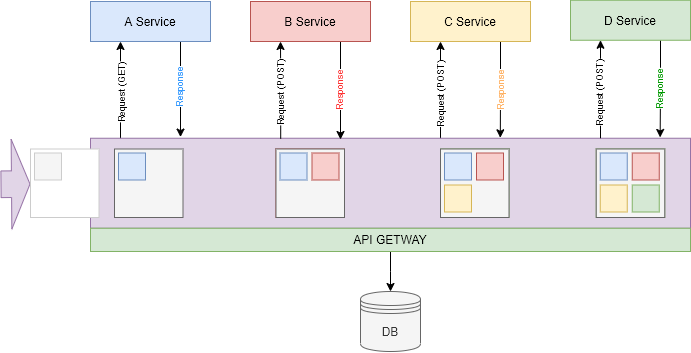 A Service
B Service
C Service
D Service
Request (GET)
Response
Request (POST)
Response
Request (POST)
Response
Request (POST)
Response
API GETWAY
DB